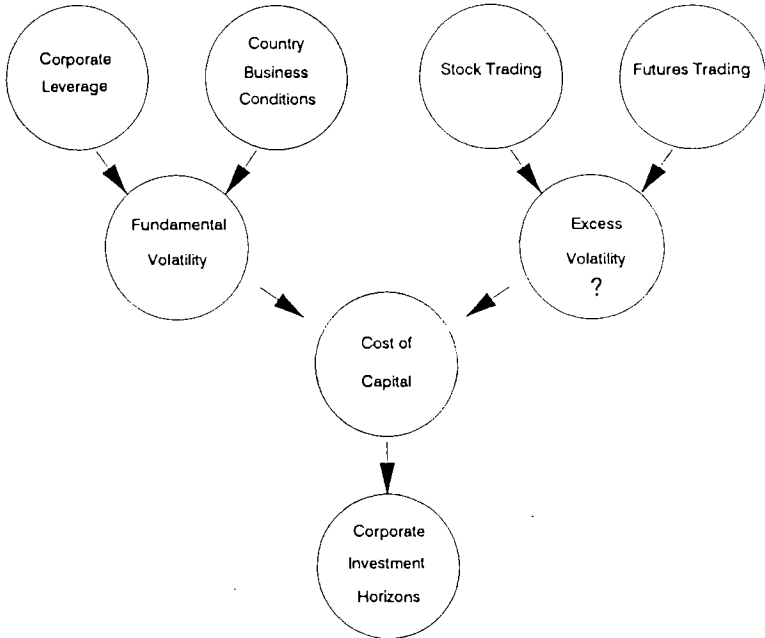 Corporate
Leverage
Country
Business
Conditions
Stock Trading
Futures Trading
Fundamental
Volatility
Excess
Volatility
?
Cost of
Capital
Corporate
Investment
Horizons